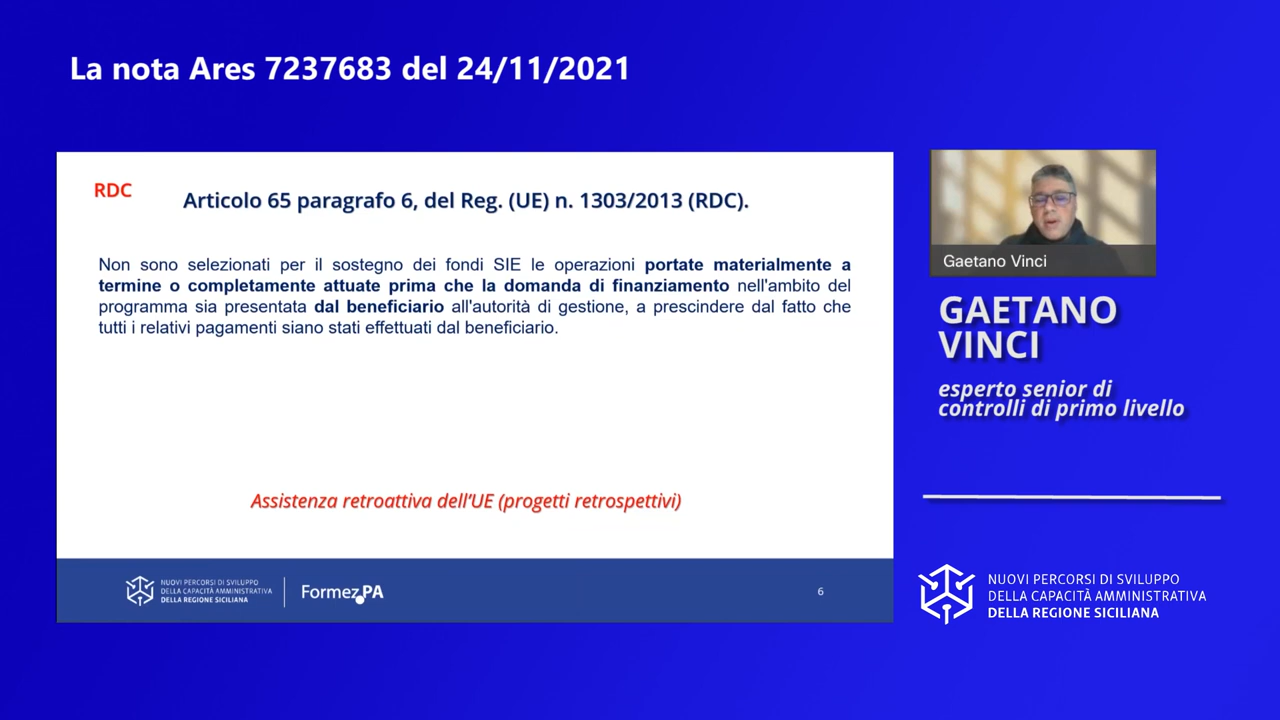 La nota Ares 7237683 del 24/11/2021
RDC
Articolo 65 paragrafo 6, del Reg. (UE) n. 1303/2013 (RDC).
Non sono selezionati per il sostegno dei fondi SIE le operazioni portate materialmente a
termine o completamente attuate prima che la domanda di finanziamento nell'ambito del
programma sia presentata dal beneficiario all'autorità di gestione, a prescindere dal fatto che
tutti i relativi pagamenti siano stati effettuati dal beneficiario.
Assistenza retroattiva dell'UE (progetti retrospettivi)
NUOVI PERCORSI DI SVILUPPO
DELLA CAPACITÀ AMMINISTRATIVA
DELLA REGIONE SICILIANA
Formez PA
6
Gaetano Vinci
GAETANO
VINCI
esperto senior di
controlli di primo livello
NUOVI PERCORSI DI SVILUPPO
DELLA CAPACITÀ AMMINISTRATIVA
DELLA REGIONE SICILIANA